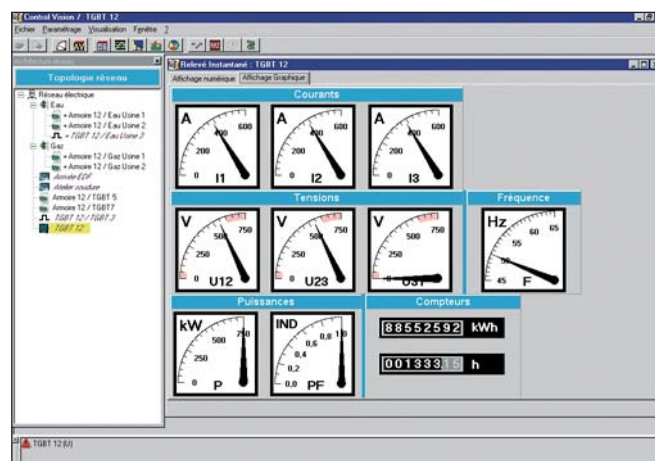 Control Vision / TGBT 12
Fichier Paramétrage Visualisation Fenêtre ?
Architecture réseau
Topologie réseau
Réseau électrique
Eau
+ Armoire 12 / Eau Usine 1
+ Armoire 12 / Eau Usine 2
+ TGBT 12 / Eau Usine 3
Gaz
+ Armoire 12 / Gaz Usine 1
+ Armoire 12 / Gaz Usine 2
Arrivée EDF
Atelier soudure
Armoire 12 / TGBT 5
Armoire 12 / TGBT7
TGBT 12 / TGBT 3
TGBT 12
Relevé Instantané : TGBT 12
Affichage numérique Affichage Graphique
Courants
A 0 200 400 600 I1
A 0 200 400 600 I2
A 0 200 400 600 I3
Tensions
V 0 250 500 750 U12
V 0 250 500 750 U23
V 0 250 500 750 U31
Fréquence
Hz 45 50 55 60 65 F
Puissances
kW 0 250 500 750 P
IND 0,0 0,2 0,4 0,6 0,8 1,0 PF
Compteurs
88552592 kWh
001333,15 h
TGBT 12 (U)